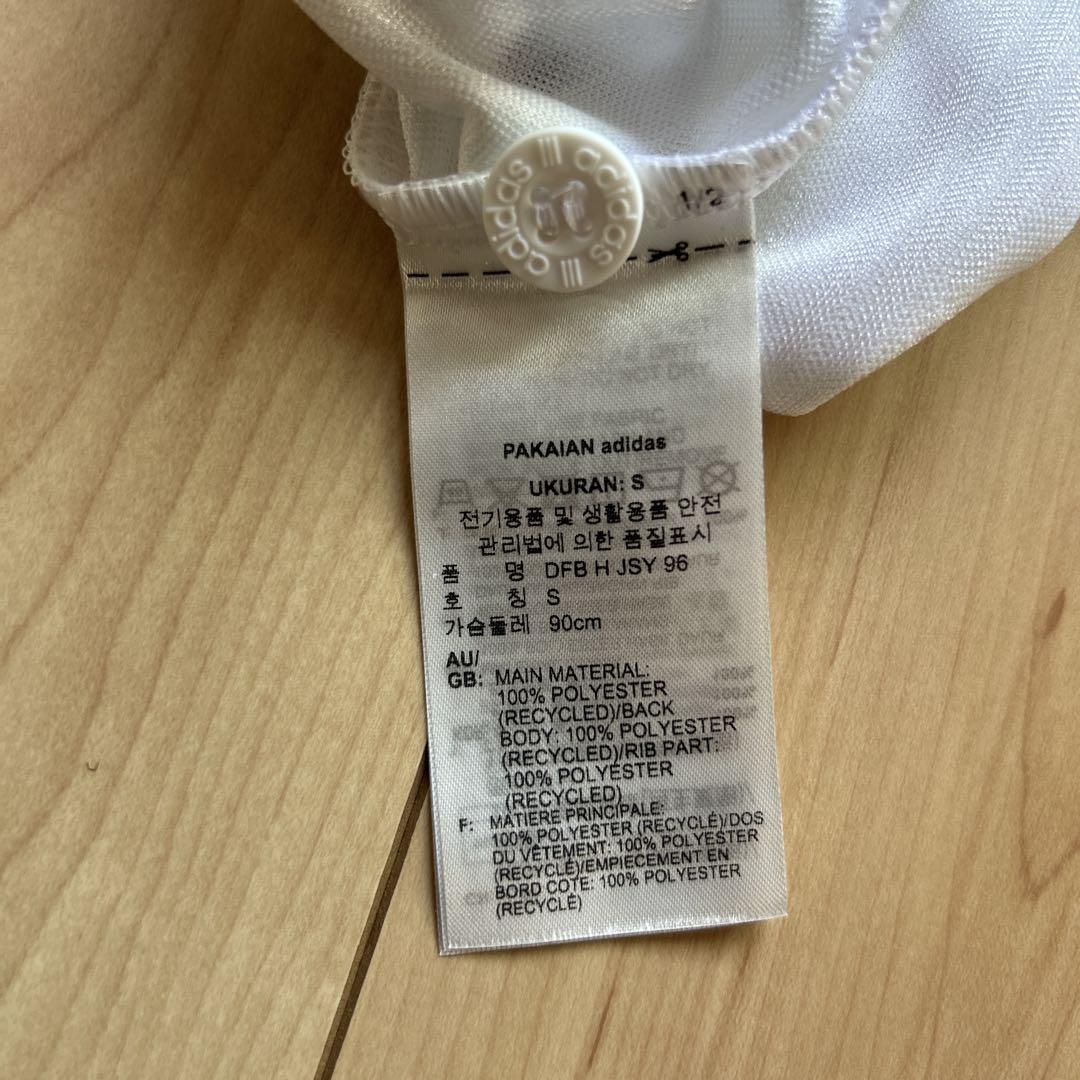 adidas adidas
1/2
PAKAIAN adidas
UKURAN: S
전기용품 및 생활용품 안전
관리법에 의한 품질표시
품 명 DFB H JSY 96
호 칭 S
가슴둘레 90cm
AU/
GB: MAIN MATERIAL:
100% POLYESTER
(RECYCLED)/BACK
BODY: 100% POLYESTER
(RECYCLED)/RIB PART:
100% POLYESTER
(RECYCLED)
F: MATIÈRE PRINCIPALE:
100% POLYESTER (RECYCLÉ)/DOS
DU VÊTEMENT: 100% POLYESTER
(RECYCLÉ)/EMPIECEMENT EN
BORD COTE: 100% POLYESTER
(RECYCLÉ)